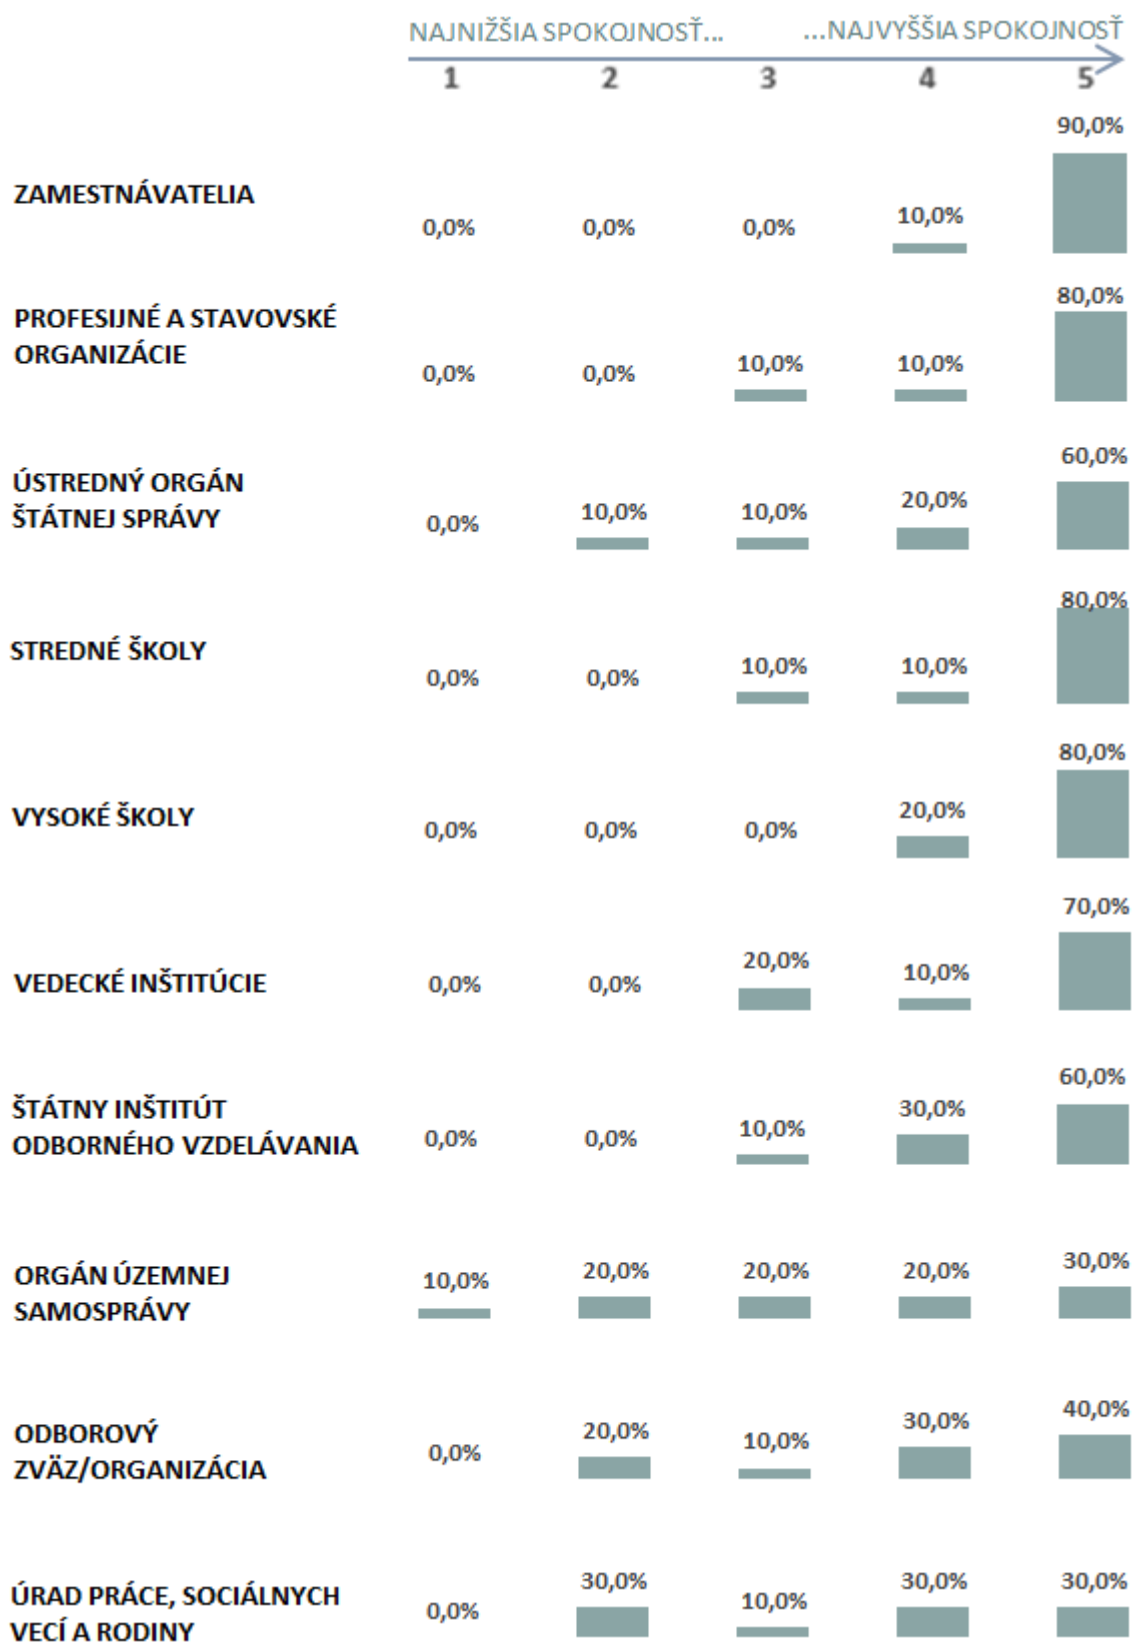 NAJNIŽŠIA SPOKOJNOSŤ... ...NAJVYŠŠIA SPOKOJNOSŤ
1 2 3 4 5
ZAMESTNÁVATELIA
0,0% 0,0% 0,0% 10,0% 90,0%
PROFESIJNÉ A STAVOVSKÉ
ORGANIZÁCIE
0,0% 0,0% 10,0% 10,0% 80,0%
ÚSTREDNÝ ORGÁN
ŠTÁTNEJ SPRÁVY
0,0% 10,0% 10,0% 20,0% 60,0%
STREDNÉ ŠKOLY
0,0% 0,0% 10,0% 10,0% 80,0%
VYSOKÉ ŠKOLY
0,0% 0,0% 0,0% 20,0% 80,0%
VEDECKÉ INŠTITÚCIE
0,0% 0,0% 20,0% 10,0% 70,0%
ŠTÁTNY INŠTITÚT
ODBORNÉHO VZDELÁVANIA
0,0% 0,0% 10,0% 30,0% 60,0%
ORGÁN ÚZEMNEJ
SAMOSPRÁVY
10,0% 20,0% 20,0% 20,0% 30,0%
ODBOROVÝ
ZVÄZ/ORGANIZÁCIA
0,0% 20,0% 10,0% 30,0% 40,0%
ÚRAD PRÁCE, SOCIÁLNYCH
VECÍ A RODINY
0,0% 30,0% 10,0% 30,0% 30,0%